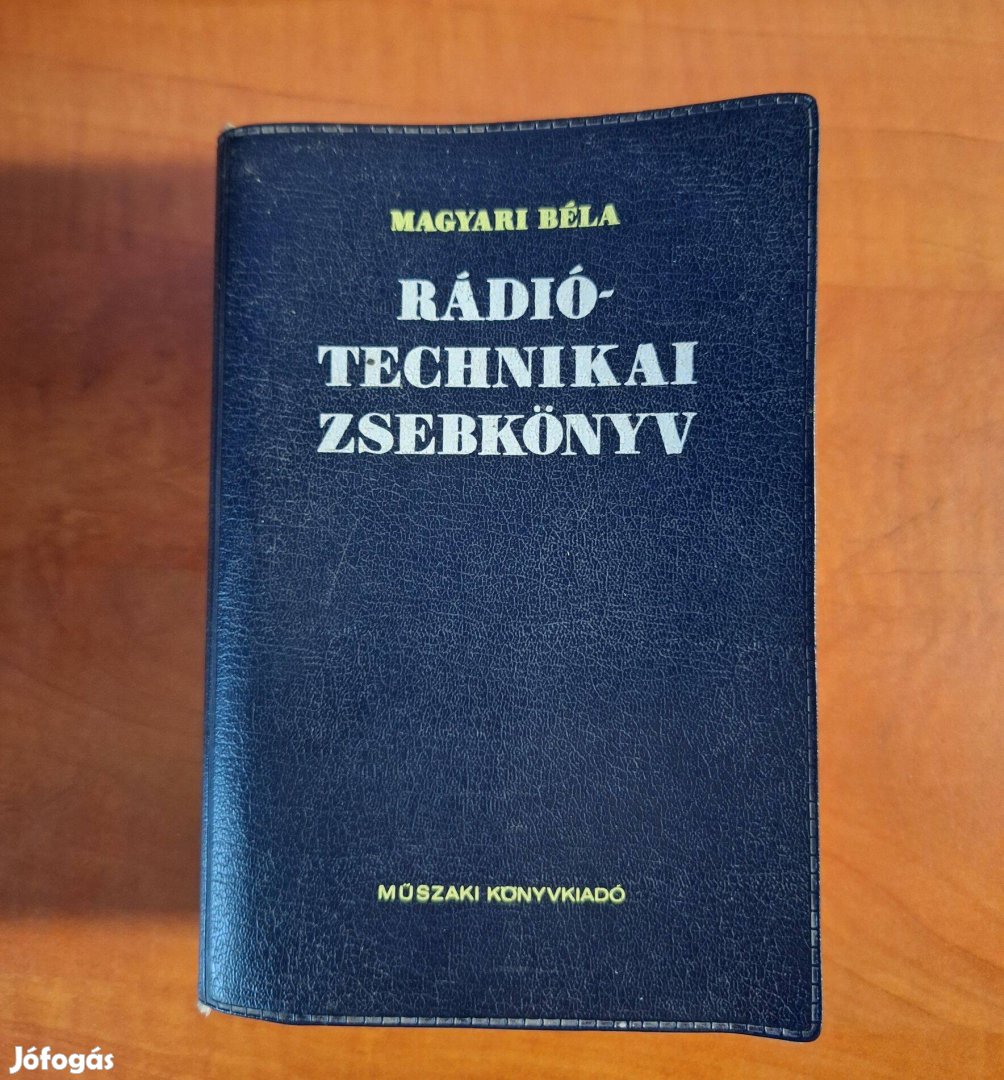 MAGYARI BÉLA
RÁDIÓ-
TECHNIKAI
ZSEBKÖNYV
MŰSZAKI KÖNYVKIADÓ
Jófogás